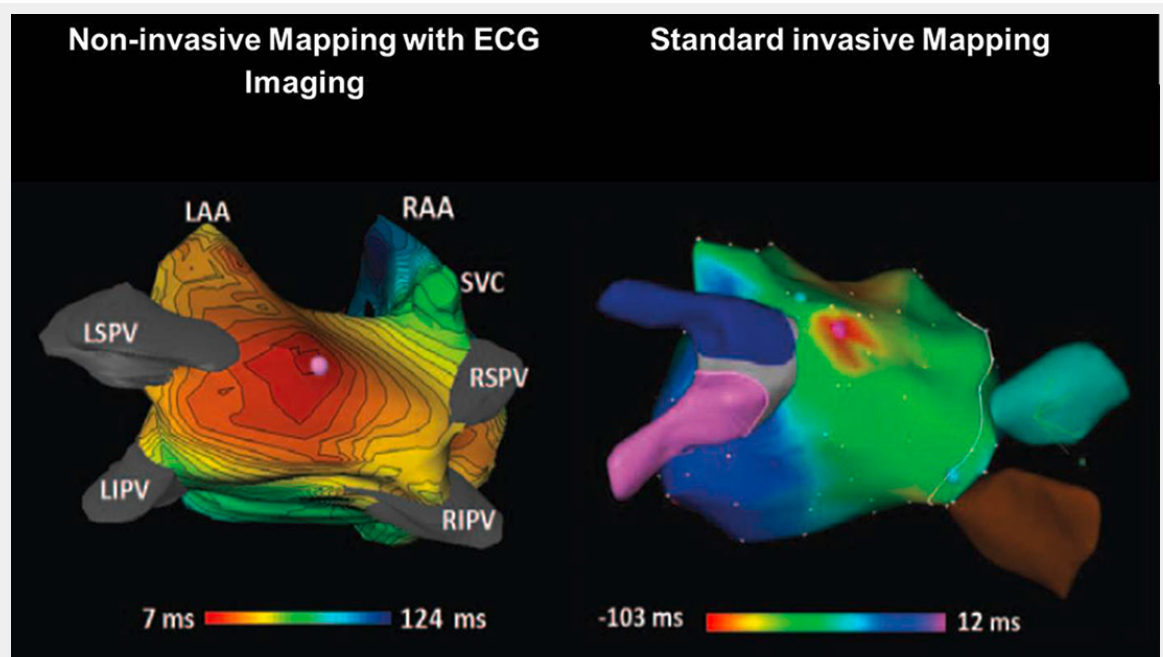 Non-invasive Mapping with ECG
Imaging
Standard invasive Mapping
LAA
RAA
SVC
LSPV
RSPV
LIPV
RIPV
7 ms
124 ms
-103 ms
12 ms